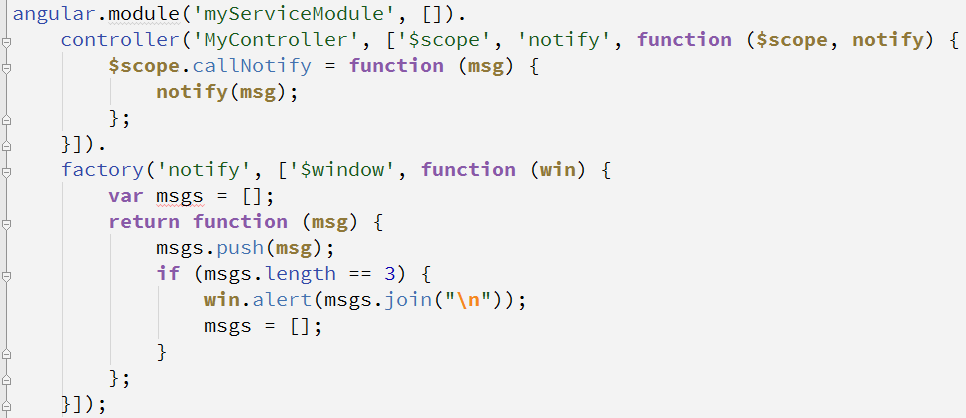 angular.module('myServiceModule', []).
    controller('MyController', ['$scope', 'notify', function ($scope, notify) {
        $scope.callNotify = function (msg) {
            notify(msg);
        };
    }]).
    factory('notify', ['$window', function (win) {
        var msgs = [];
        return function (msg) {
            msgs.push(msg);
            if (msgs.length == 3) {
                win.alert(msgs.join("\n"));
                msgs = [];
            }
        };
    }]);